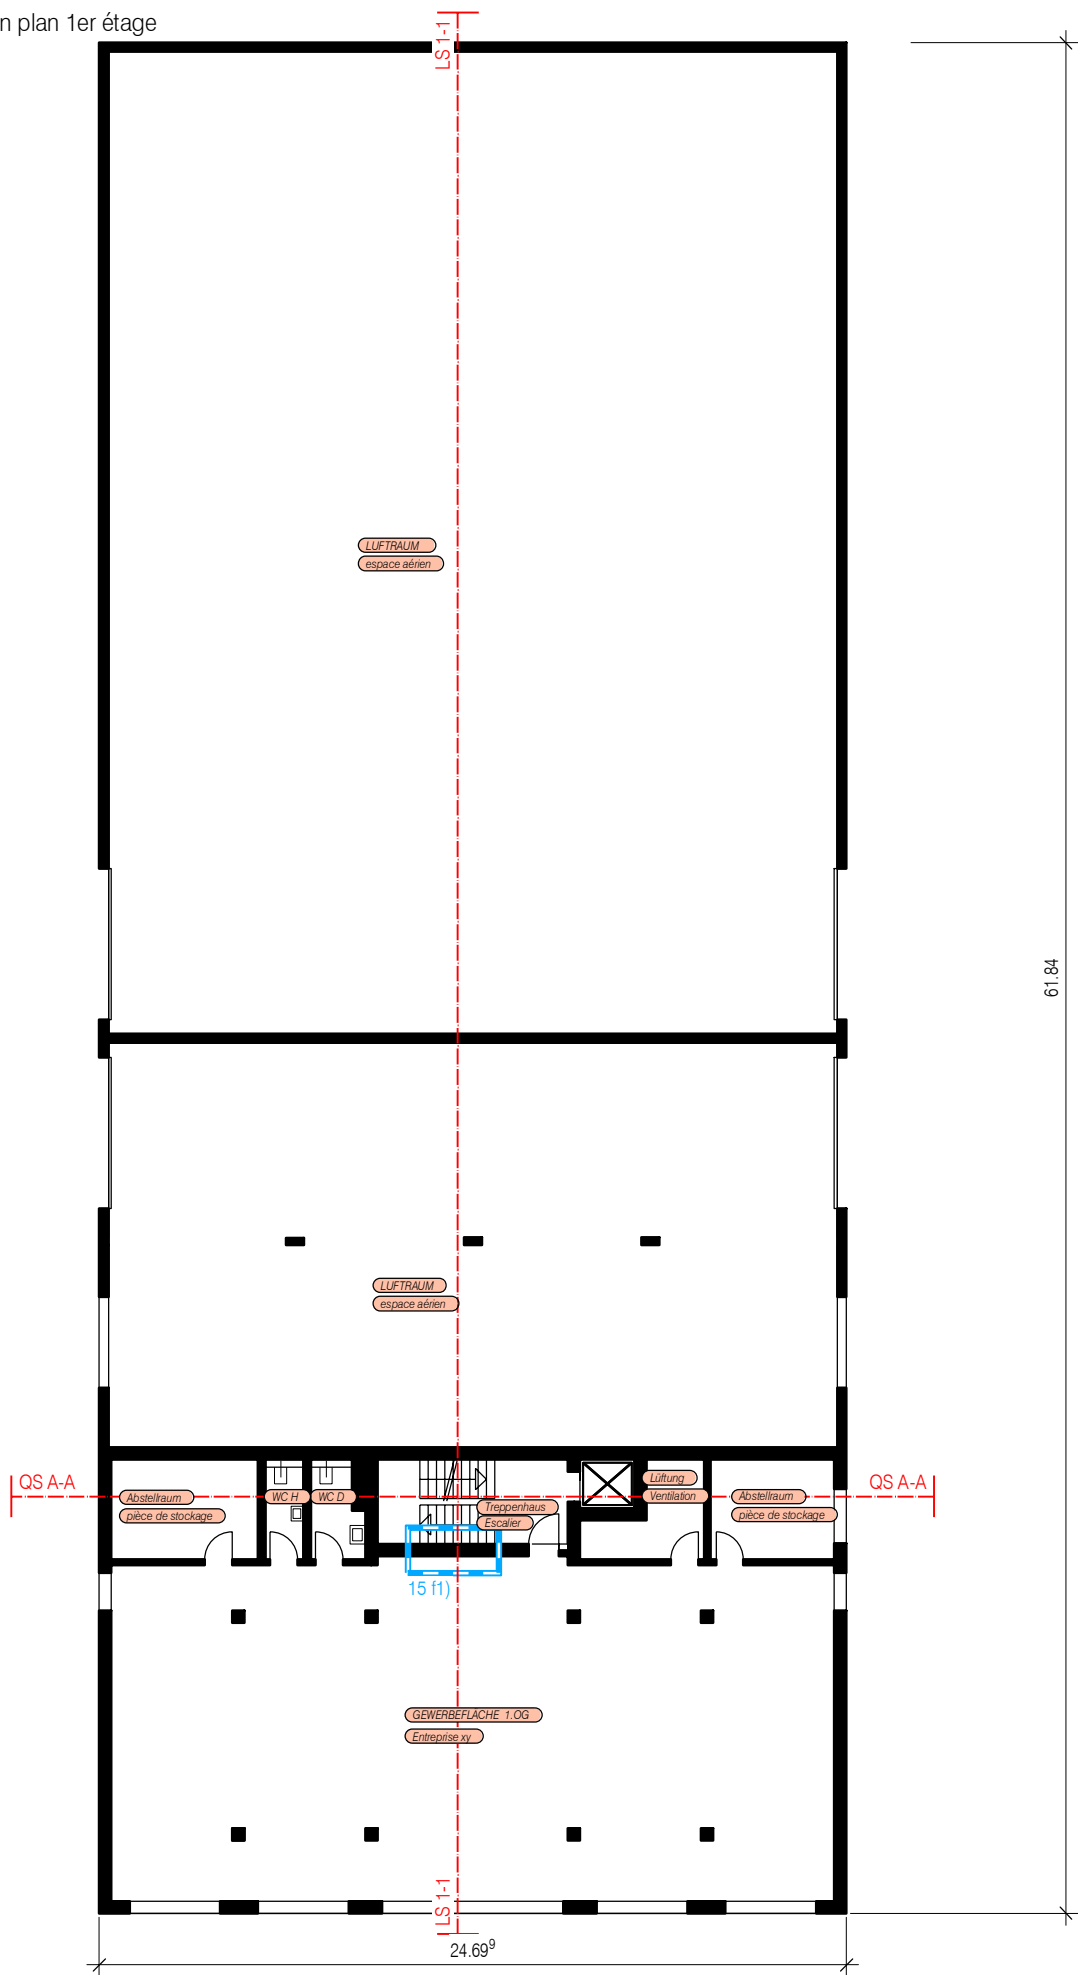 n plan 1er étage
LS 1-1
LUFTRAUM
espace aérien
61.84
LUFTRAUM
espace aérien
QS A-A
QS A-A
Abstellraum
pièce de stockage
WC H
WC D
Treppenhaus
Escalier
Lüftung
Ventilation
Abstellraum
pièce de stockage
15 f1)
GEWERBEFLÄCHE 1.OG
Entreprise xy
LS 1-1
24.69⁹